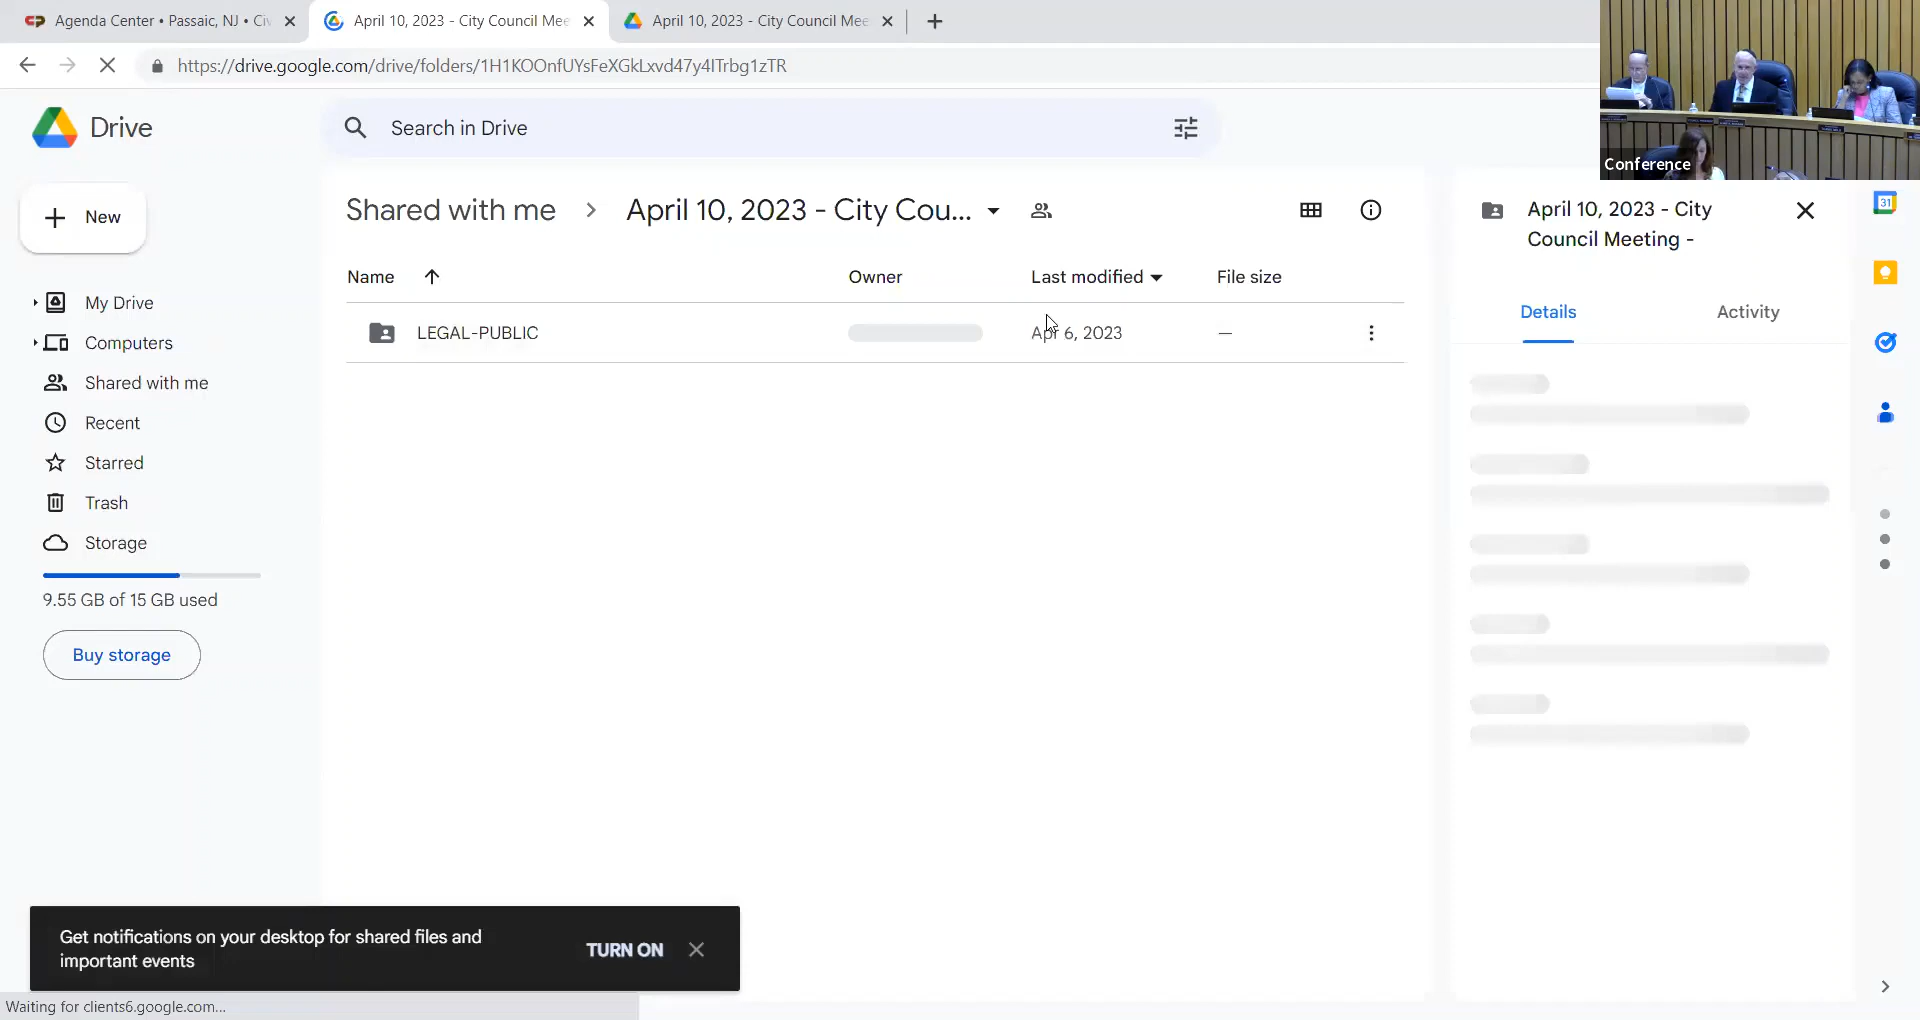 Agenda Center • Passaic, NJ • Ci
April 10, 2023 - City Council Mee
April 10, 2023 - City Council Mee
https://drive.google.com/drive/folders/1H1KOOnfUYsFeXGkLxvd47y4ITrbg1zTR
Conference
Drive
Search in Drive
New
My Drive
Computers
Shared with me
Recent
Starred
Trash
Storage
9.55 GB of 15 GB used
Buy storage
Shared with me
April 10, 2023 - City Cou...
Name
Owner
Last modified
File size
LEGAL-PUBLIC
Apr 6, 2023
—
April 10, 2023 - City
Council Meeting -
Details
Activity
31
Get notifications on your desktop for shared files and
important events
TURN ON
Waiting for clients6.google.com...